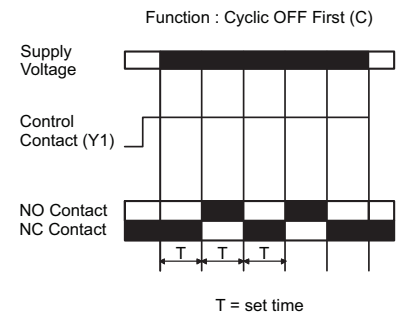 Function : Cyclic OFF First (C)
Supply
Voltage
Control
Contact (Y1)
NO Contact
NC Contact
T T T
T = set time